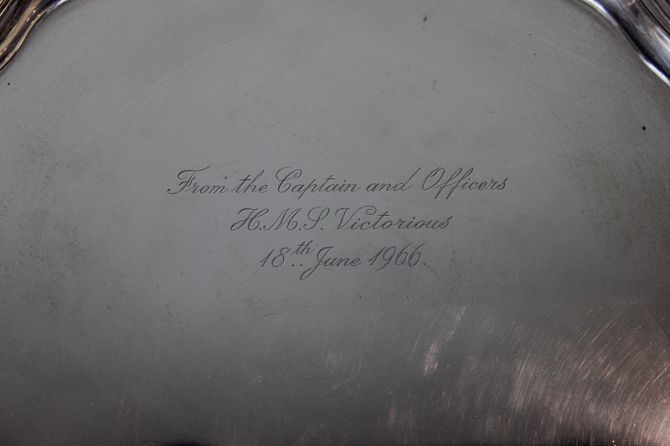 From the Captain and Officers
H.M.S. Victorious
18th June 1966.